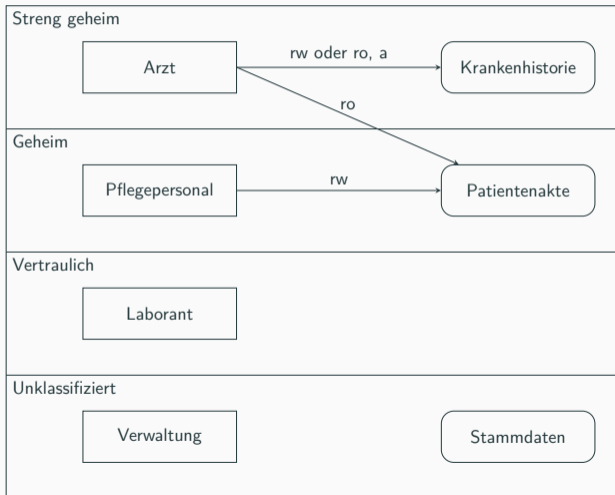 Streng geheim
Arzt
rw oder ro, a
Krankenhistorie
ro
Geheim
Pflegepersonal
rw
Patientenakte
Vertraulich
Laborant
Unklassifiziert
Verwaltung
Stammdaten